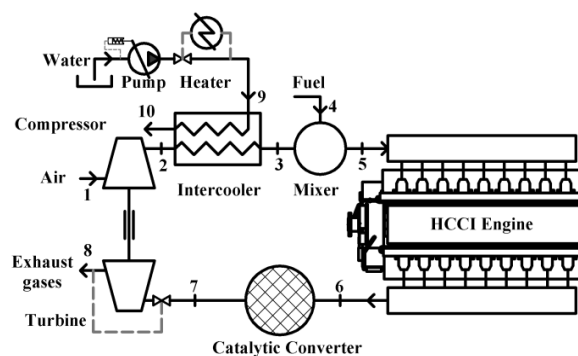 Water
Pump
Heater
Fuel
10
9
4
Compressor
2
3
5
Air
1
Intercooler
Mixer
HCCI Engine
8
Exhaust
gases
7
6
Turbine
Catalytic Converter